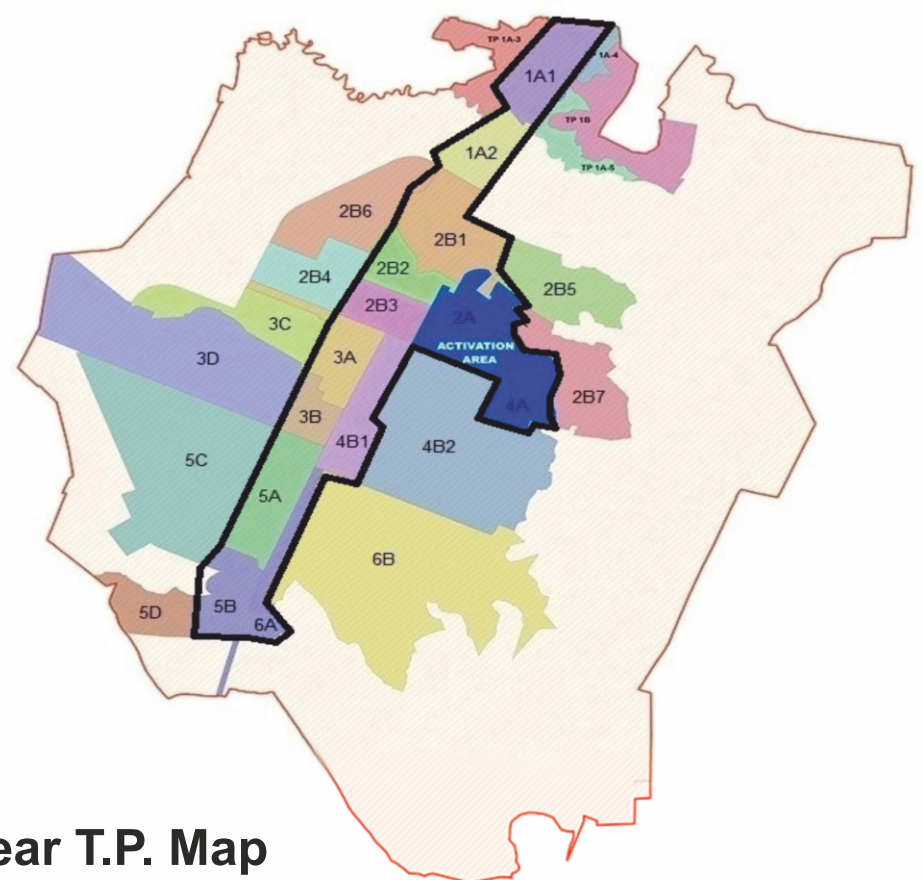 TP 1A-3
1A1
TP 1A-4
TP 1B
1A2
TP 1A-5
2B6
2B1
2B2
2B4
2B5
2B3
2A
3C
ACTIVATION
AREA
3A
3D
2B7
4A
3B
4B1
4B2
5C
5A
6B
5B
5D
6A
ear T.P. Map